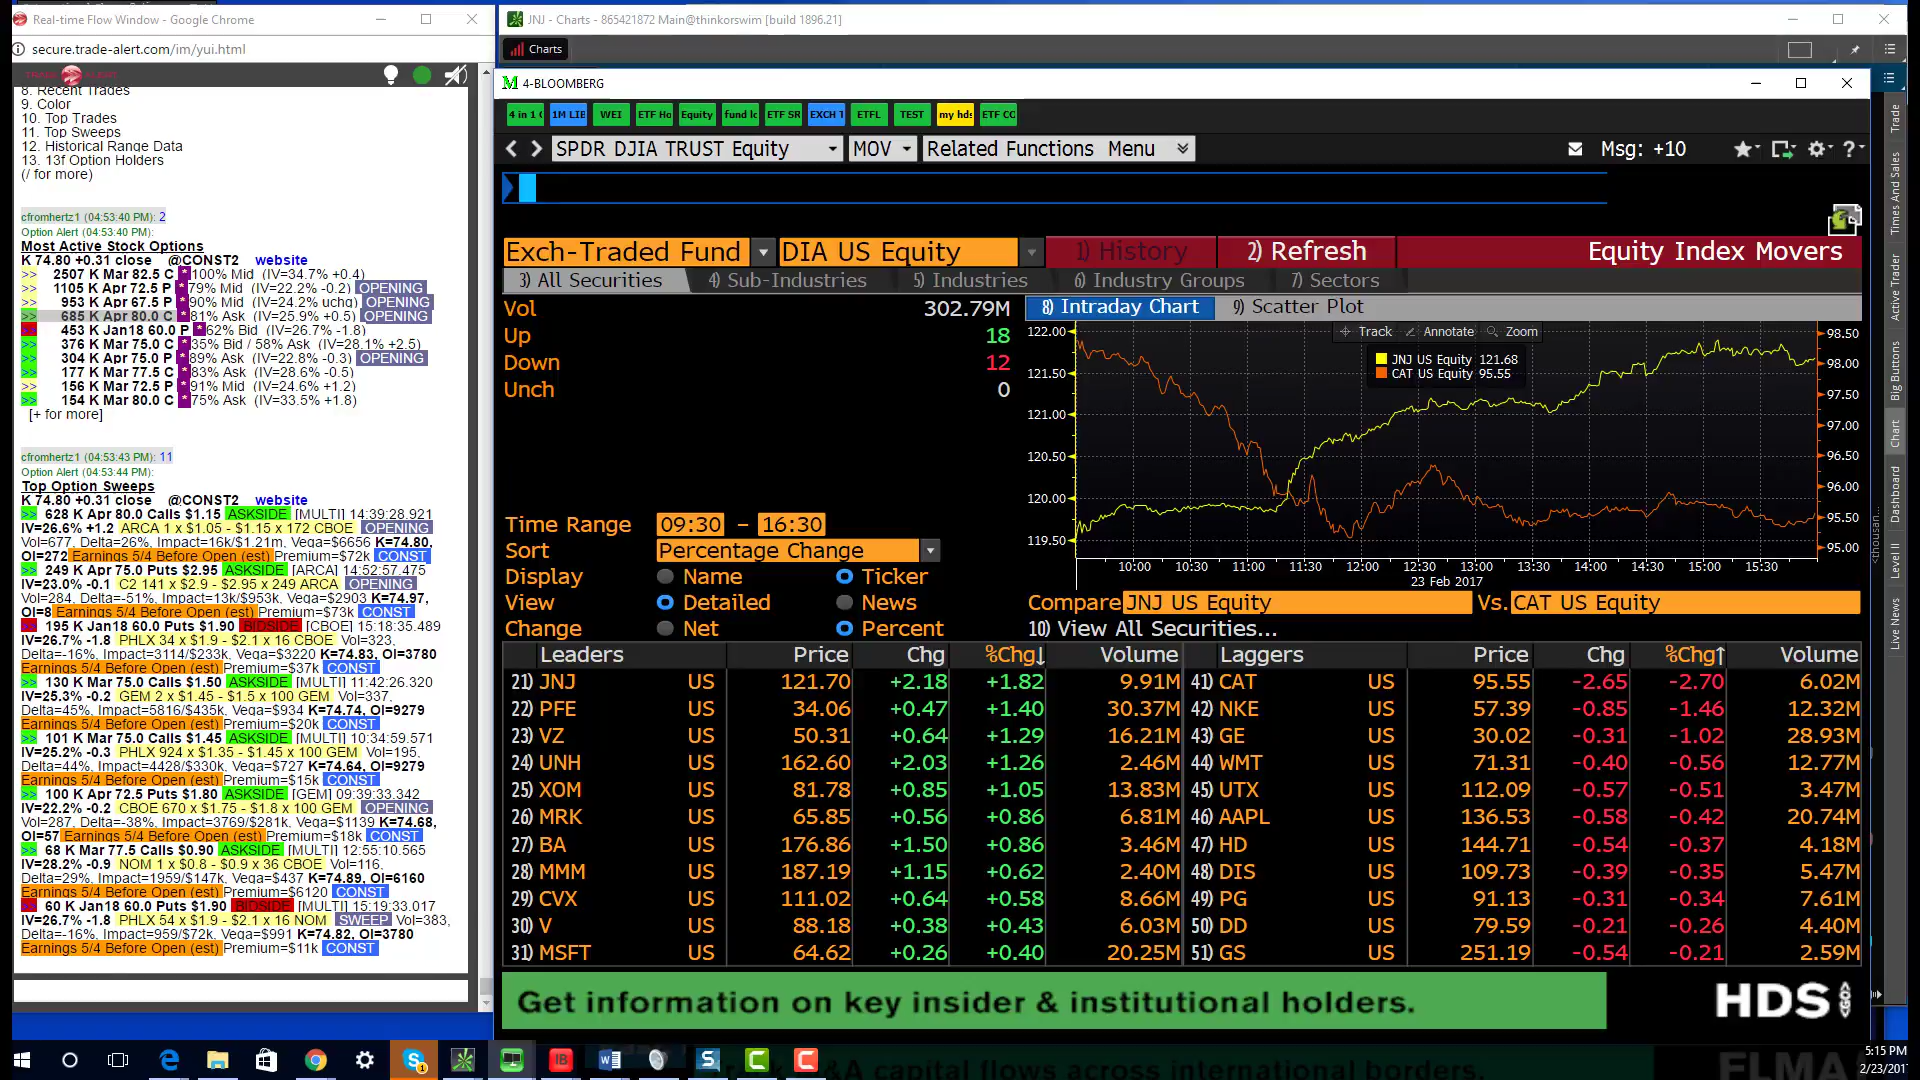 Real-time Flow Window - Google Chrome
secure.trade-alert.com/im/yui.html
8. Recent Trades
9. Color
10. Top Trades
11. Top Sweeps
12. Historical Range Data
13. 13f Option Holders
(/ for more)
cfromhertz1 (04:53:40 PM): 2
Option Alert (04:53:40 PM):
Most Active Stock Options
K 74.80 +0.31 close @CONST2 website
>> 2507 K Mar 82.5 C * 100% Mid (IV=34.7% +0.4)
>> 1105 K Apr 72.5 P * 79% Mid (IV=22.2% -0.2) OPENING
>> 953 K Apr 67.5 P * 90% Mid (IV=24.2% uchg) OPENING
>> 685 K Apr 80.0 C * 81% Ask (IV=25.9% +0.5) OPENING
>> 453 K Jan18 60.0 P * 62% Bid (IV=26.7% -1.8)
>> 376 K Mar 75.0 C * 35% Bid / 58% Ask (IV=28.1% +2.5)
>> 304 K Apr 75.0 P * 89% Ask (IV=22.8% -0.3) OPENING
>> 177 K Mar 77.5 C * 83% Ask (IV=28.6% -0.5)
>> 156 K Mar 72.5 P * 91% Mid (IV=24.6% +1.2)
>> 154 K Mar 80.0 C * 75% Ask (IV=33.5% +1.8)
[+ for more]
cfromhertz1 (04:53:43 PM): 11
Option Alert (04:53:44 PM):
Top Option Sweeps
K 74.80 +0.31 close @CONST2 website
>> 628 K Apr 80.0 Calls $1.15 ASKSIDE [MULTI] 14:39:28.921
IV=26.6% +1.2 ARCA 1 x $1.05 - $1.15 x 172 CBOE OPENING
Vol=677, Delta=26%, Impact=16k/$1.21m, Vega=$6656 K=74.80,
OI=272 Earnings 5/4 Before Open (est) Premium=$72k CONST
>> 249 K Apr 75.0 Puts $2.95 ASKSIDE [ARCA] 14:52:57.475
IV=23.0% -0.1 C2 141 x $2.9 - $2.95 x 249 ARCA OPENING
Vol=284, Delta=-51%, Impact=13k/$953k, Vega=$2903 K=74.97,
OI=8 Earnings 5/4 Before Open (est) Premium=$73k CONST
>> 195 K Jan18 60.0 Puts $1.90 BIDSIDE [CBOE] 15:18:35.489
IV=26.7% -1.8 PHLX 34 x $1.9 - $2.1 x 16 CBOE Vol=323,
Delta=-16%, Impact=3114/$233k, Vega=$3220 K=74.83, OI=3780
Earnings 5/4 Before Open (est) Premium=$37k CONST
>> 130 K Mar 75.0 Calls $1.50 ASKSIDE [MULTI] 11:42:26.320
IV=25.3% -0.2 GEM 2 x $1.45 - $1.5 x 100 GEM Vol=337,
Delta=45%, Impact=5816/$435k, Vega=$934 K=74.74, OI=9279
Earnings 5/4 Before Open (est) Premium=$20k CONST
>> 101 K Mar 75.0 Calls $1.45 ASKSIDE [MULTI] 10:34:59.571
IV=25.2% -0.3 PHLX 924 x $1.35 - $1.45 x 100 GEM Vol=195,
Delta=44%, Impact=4428/$330k, Vega=$727 K=74.64, OI=9279
Earnings 5/4 Before Open (est) Premium=$15k CONST
>> 100 K Apr 72.5 Puts $1.80 ASKSIDE [GEM] 09:39:33.342
IV=22.2% -0.2 CBOE 670 x $1.75 - $1.8 x 100 GEM OPENING
Vol=287, Delta=-38%, Impact=3769/$281k, Vega=$1139 K=74.68,
OI=57 Earnings 5/4 Before Open (est) Premium=$18k CONST
>> 68 K Mar 77.5 Calls $0.90 ASKSIDE [MULTI] 12:55:10.565
IV=28.2% -0.9 NOM 1 x $0.8 - $0.9 x 36 CBOE Vol=116,
Delta=29%, Impact=1959/$147k, Vega=$437 K=74.89, OI=6160
Earnings 5/4 Before Open (est) Premium=$6120 CONST
>> 60 K Jan18 60.0 Puts $1.90 BIDSIDE [MULTI] 15:19:33.017
IV=26.7% -1.8 PHLX 54 x $1.9 - $2.1 x 16 NOM SWEEP Vol=383,
Delta=-16%, Impact=959/$72k, Vega=$991 K=74.82, OI=3780
Earnings 5/4 Before Open (est) Premium=$11k CONST
JNJ - Charts - 865421872 Main@thinkorswim [build 1896.21]
Charts
4-BLOOMBERG
4 in 1 1M LIE WEI ETF Ho Equity fund lo ETF SR EXCH T ETFL TEST my hds ETF CC
SPDR DJIA TRUST Equity MOV Related Functions Menu Msg: +10
Exch-Traded Fund DIA US Equity 1) History 2) Refresh Equity Index Movers
3) All Securities 4) Sub-Industries 5) Industries 6) Industry Groups 7) Sectors
Vol 302.79M
Up 18
Down 12
Unch 0
8) Intraday Chart 9) Scatter Plot
Track Annotate Zoom
JNJ US Equity 121.68
CAT US Equity 95.55
122.00
121.50
121.00
120.50
120.00
119.50
98.50
98.00
97.50
97.00
96.50
96.00
95.50
95.00
10:00 10:30 11:00 11:30 12:00 12:30 13:00 13:30 14:00 14:30 15:00 15:30
23 Feb 2017
Time Range 09:30 - 16:30
Sort Percentage Change
Display Name Ticker
View Detailed News
Change Net Percent
Compare JNJ US Equity Vs. CAT US Equity
10) View All Securities...
Leaders Price Chg %Chg↓ Volume Laggers Price Chg %Chg↑ Volume
21) JNJ US 121.70 +2.18 +1.82 9.91M 41) CAT US 95.55 -2.65 -2.70 6.02M
22) PFE US 34.06 +0.47 +1.40 30.37M 42) NKE US 57.39 -0.85 -1.46 12.32M
23) VZ US 50.31 +0.64 +1.29 16.21M 43) GE US 30.02 -0.31 -1.02 28.93M
24) UNH US 162.60 +2.03 +1.26 2.46M 44) WMT US 71.31 -0.40 -0.56 12.77M
25) XOM US 81.78 +0.85 +1.05 13.83M 45) UTX US 112.09 -0.57 -0.51 3.47M
26) MRK US 65.85 +0.56 +0.86 6.81M 46) AAPL US 136.53 -0.58 -0.42 20.74M
27) BA US 176.86 +1.50 +0.86 3.46M 47) HD US 144.71 -0.54 -0.37 4.18M
28) MMM US 187.19 +1.15 +0.62 2.40M 48) DIS US 109.73 -0.39 -0.35 5.47M
29) CVX US 111.02 +0.64 +0.58 8.66M 49) PG US 91.13 -0.31 -0.34 7.61M
30) V US 88.18 +0.38 +0.43 6.03M 50) DD US 79.59 -0.21 -0.26 4.40M
31) MSFT US 64.62 +0.26 +0.40 20.25M 51) GS US 251.19 -0.54 -0.21 2.59M
Get information on key insider & institutional holders. HDS GO
Trade
Times And Sales
Active Trader
Big Buttons
Chart
Dashboard
Level II
Live News
<thousan...
&A capital flows across international borders. FLMA
5:15 PM
2/23/201